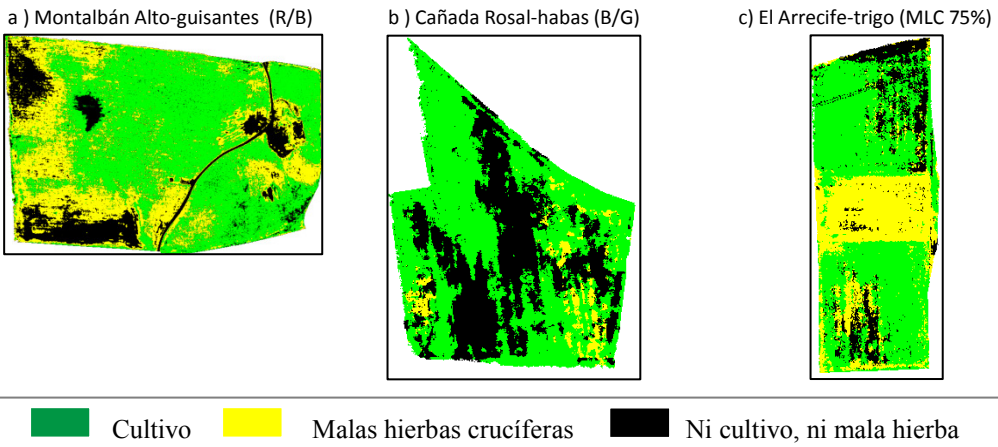 a ) Montalbán Alto-guisantes (R/B)
b ) Cañada Rosal-habas (B/G)
c) El Arrecife-trigo (MLC 75%)
Cultivo
Malas hierbas crucíferas
Ni cultivo, ni mala hierba